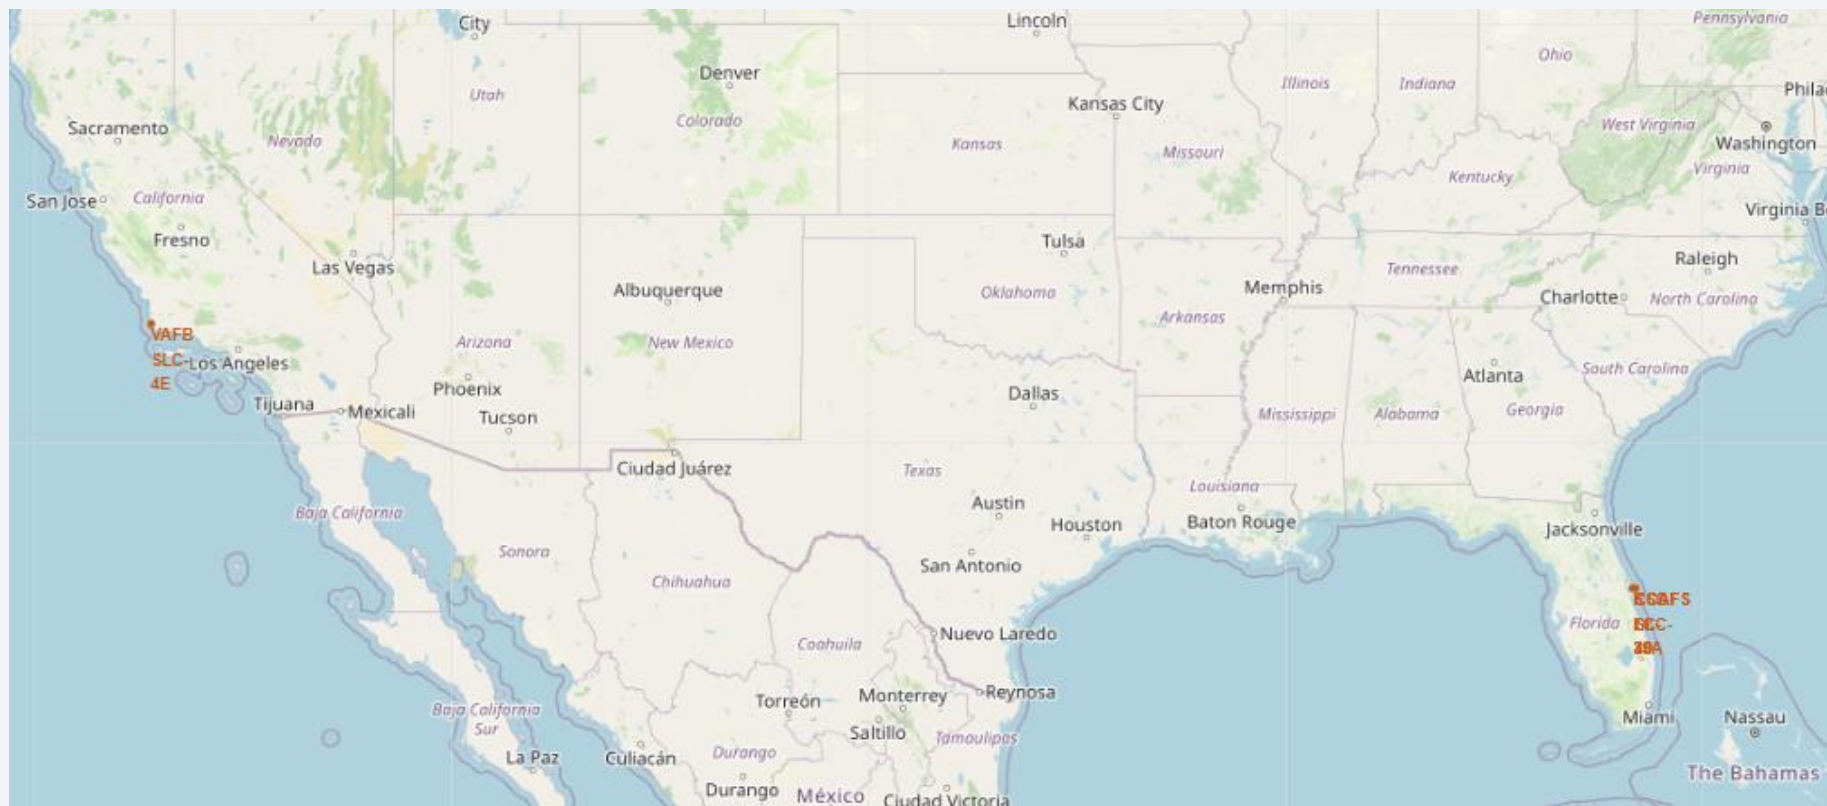 City
Lincoln
Pennsylvania
Ohio
Denver
Illinois
Indiana
Utah
Kansas City
Colorado
West Virginia
Sacramento
Nevada
Kansas
Missouri
Washington
Kentucky
Virginia
San Jose
California
Fresno
Tulsa
Raleigh
Las Vegas
Tennessee
Albuquerque
Oklahoma
Memphis
Charlotte
North Carolina
Arkansas
VAFB
SLC-
4E
Arizona
New Mexico
Los Angeles
South Carolina
Atlanta
Phoenix
Dallas
Tijuana
Mexicali
Tucson
Mississippi
Alabama
Georgia
Ciudad Juárez
Texas
Louisiana
Baja California
Austin
Houston
Baton Rouge
Jacksonville
Sonora
San Antonio
Chihuahua
Florida
Nuevo Laredo
Coahuila
Torreón
Monterrey
Reynosa
Baja California
Sur
Saltillo
Tamaulipas
Miami
Nassau
La Paz
Culiacán
Durango
The Bahamas
Durango
México
Ciudad Victoria